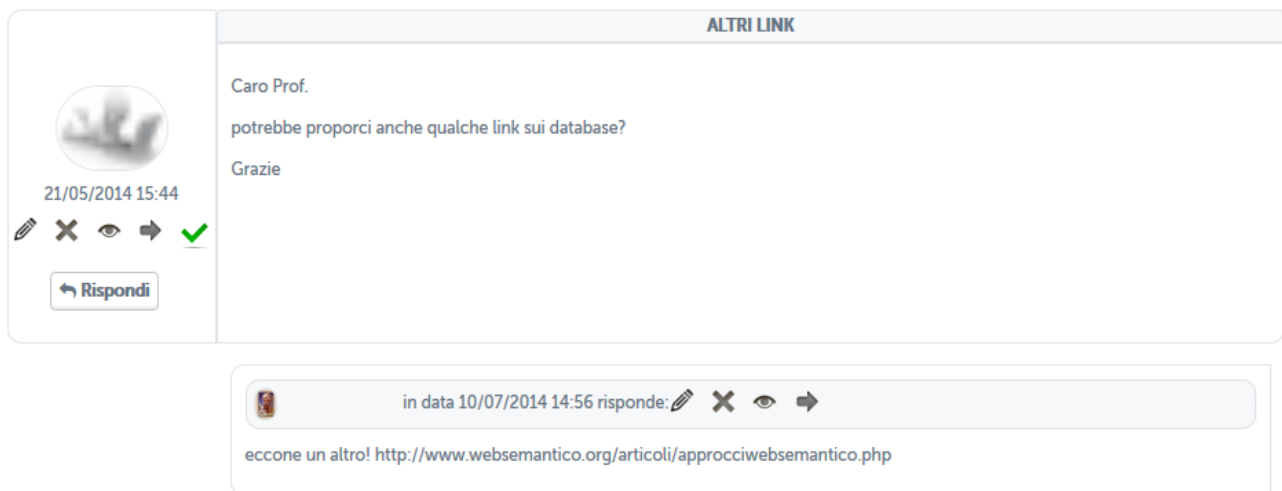 ALTRI LINK
Caro Prof.
potrebbe proporci anche qualche link sui database?
Grazie
21/05/2014 15:44
Rispondi
in data 10/07/2014 14:56 risponde:
eccone un altro! http://www.websemantico.org/articoli/approcciwebsemantico.php